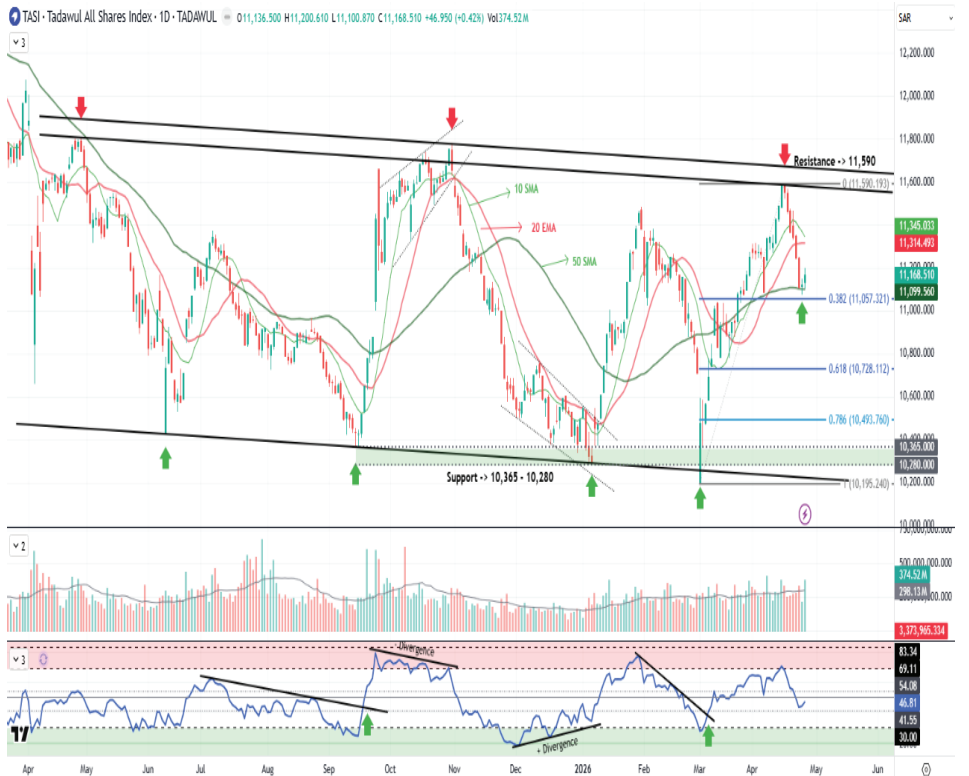 TASI · Tadawul All Shares Index · 1D · TADAWUL O11,136.500 H11,200.610 L11,100.870 C11,168.510 +46.950 (+0.42%) Vol374.52M
SAR
3
12,200.000
12,000.000
11,800.000
11,600.000
11,345.033
11,314.493
11,200.000
11,168.510
11,099.560
11,000.000
10,800.000
10,600.000
10,400.000
10,365.000
10,280.000
10,200.000
10,000.000
Resistance -> 11,590
0 (11,590.193)
10 SMA
20 EMA
50 SMA
0.382 (11,057.321)
0.618 (10,728.112)
0.786 (10,493.760)
Support -> 10,365 - 10,280
1 (10,195.240)
2
374.52M
298.13M
3,373,965.334
3
- Divergence
+ Divergence
83.34
69.11
54.08
46.81
41.55
30.00
Apr May Jun Jul Aug Sep Oct Nov Dec 2026 Feb Mar Apr May Jun